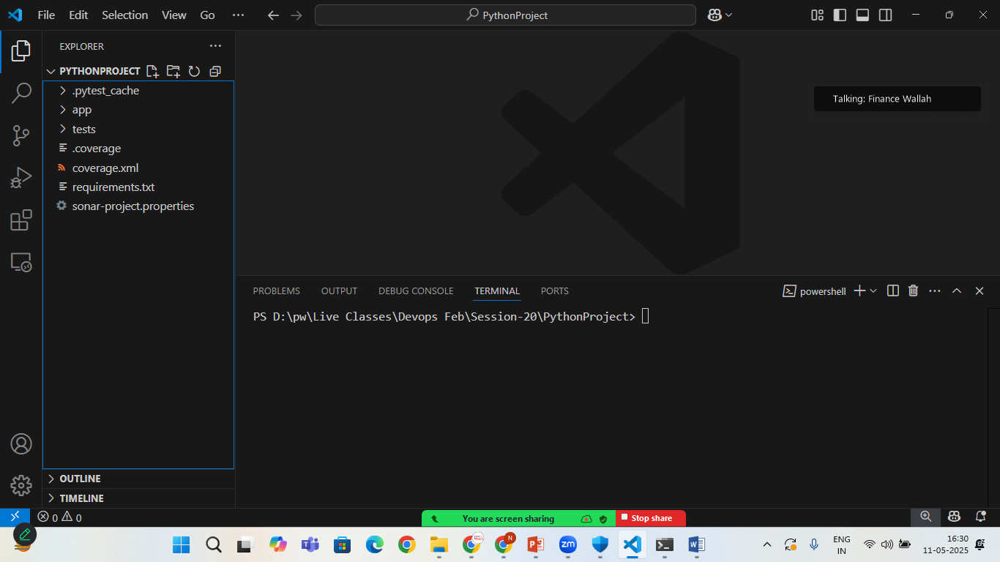 File Edit Selection View Go
PythonProject
EXPLORER
PYTHONPROJECT
.pytest_cache
app
tests
.coverage
coverage.xml
requirements.txt
sonar-project.properties
OUTLINE
TIMELINE
Talking: Finance Wallah
PROBLEMS OUTPUT DEBUG CONSOLE TERMINAL PORTS
powershell
PS D:\pw\Live Classes\Devops Feb\Session-20\PythonProject>
0 0
You are screen sharing
Stop share
N
zm
ENG
IN
16:30
11-05-2025